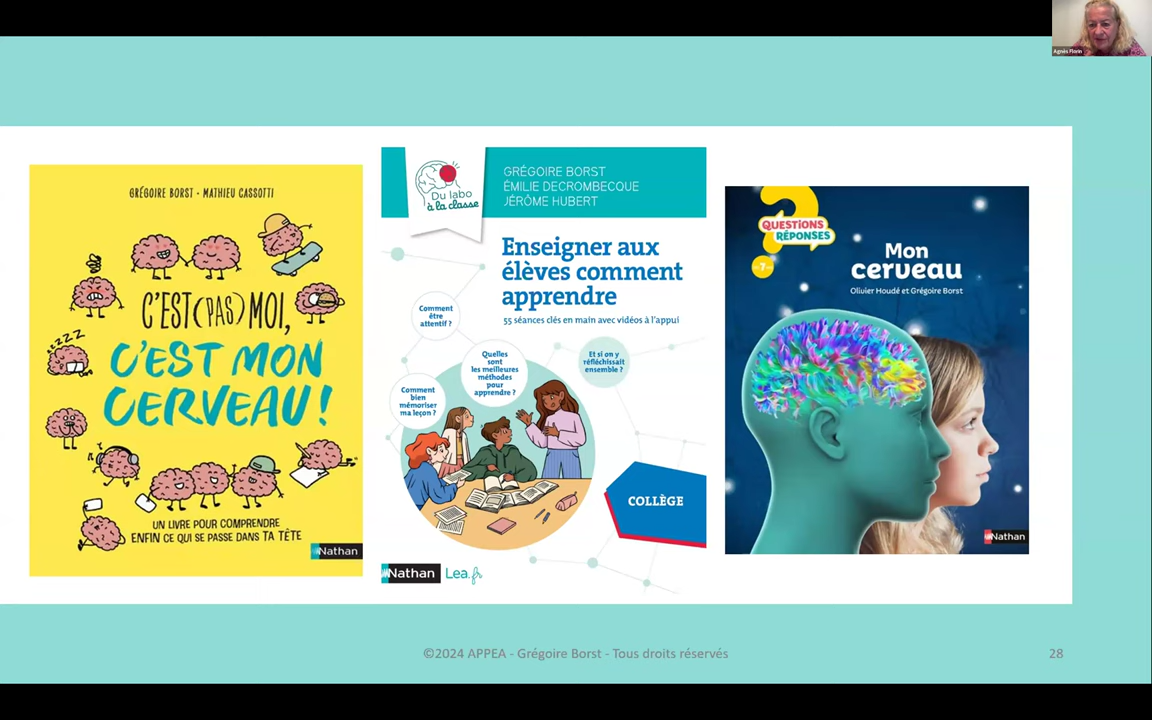 Agnès Florin
GRÉGOIRE BORST - MATHIEU CASSOTTI
C'EST (PAS) MOI,
C'EST MON
CERVEAU !
ZZZZ
UN LIVRE POUR COMPRENDRE
ENFIN CE QUI SE PASSE DANS TA TÊTE
Nathan
Du labo
à la classe
GRÉGOIRE BORST
ÉMILIE DECROMBECQUE
JÉRÔME HUBERT
Enseigner aux
élèves comment
apprendre
55 séances clés en main avec vidéos à l'appui
Comment
être
attentif ?
Quelles
sont
les meilleures
méthodes
pour
apprendre ?
Et si on y
réfléchissait
ensemble ?
Comment
bien
mémoriser
ma leçon ?
COLLÈGE
Nathan
Lea.fr
QUESTIONS
RÉPONSES
7
Mon
cerveau
Olivier Houdé et Grégoire Borst
Nathan
©2024 APPEA - Grégoire Borst - Tous droits réservés
28